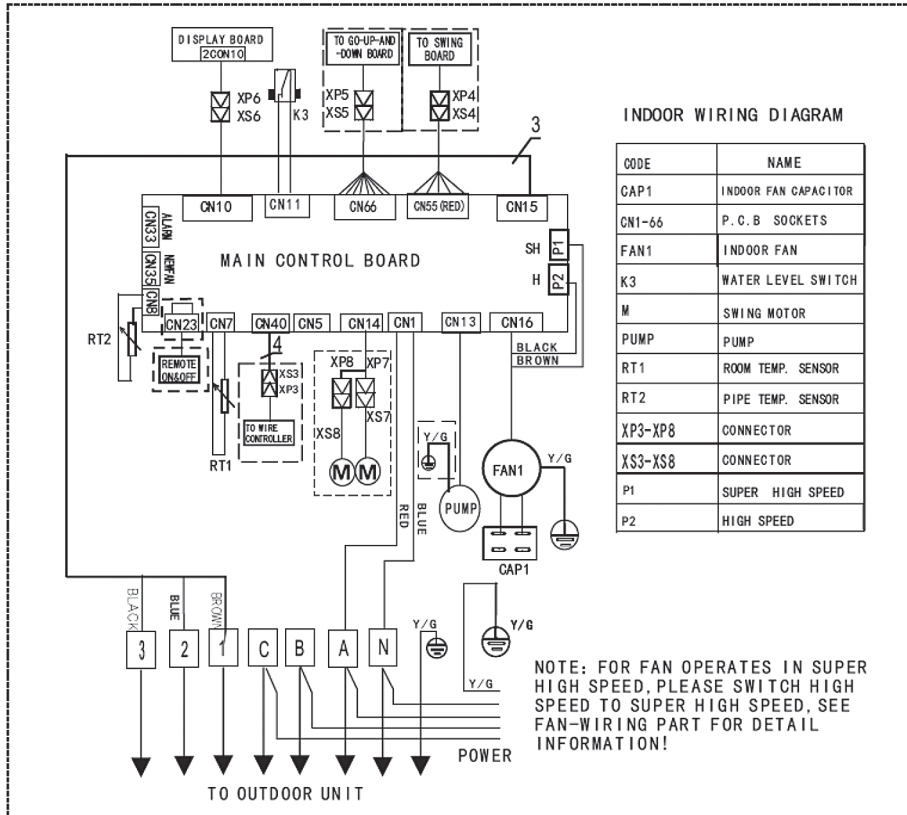 DISPLAY BOARD
2CON10
TO GO-UP-AND
-DOWN BOARD
TO SWING
BOARD
XP6
XS6
K3
XP5
XS5
XP4
XS4
3
INDOOR WIRING DIAGRAM
CODE NAME
CAP1 INDOOR FAN CAPACITOR
CN1-66 P.C.B SOCKETS
FAN1 INDOOR FAN
K3 WATER LEVEL SWITCH
M SWING MOTOR
PUMP PUMP
RT1 ROOM TEMP. SENSOR
RT2 PIPE TEMP. SENSOR
XP3-XP8 CONNECTOR
XS3-XS8 CONNECTOR
P1 SUPER HIGH SPEED
P2 HIGH SPEED
CN10
CN11
CN66
CN55(RED)
CN15
CN33
ALARN
CN35
NEWFAN
CN8
MAIN CONTROL BOARD
SH
P1
H
P2
CN23
CN7
CN40
CN5
CN14
CN1
CN13
CN16
RT2
REMOTE
ON&OFF
RT1
4
XS3
XP3
TO WIRE
CONTROLLER
XP8
XP7
XS8
XS7
M
M
BLACK
BROWN
Y/G
PUMP
FAN1
Y/G
CAP1
RED
BLUE
BLACK
BLUE
BROWN
3
2
1
C
B
A
N
Y/G
Y/G
Y/G
POWER
TO OUTDOOR UNIT
NOTE: FOR FAN OPERATES IN SUPER
HIGH SPEED, PLEASE SWITCH HIGH
SPEED TO SUPER HIGH SPEED, SEE
FAN-WIRING PART FOR DETAIL
INFORMATION!